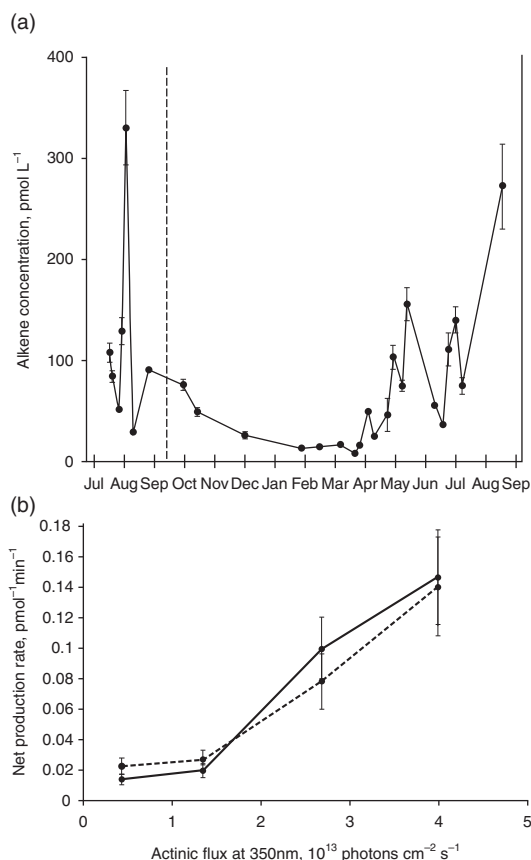 (a)
Alkene concentration, pmol L⁻¹
400
300
200
100
0
Jul Aug Sep Oct Nov Dec Jan Feb Mar Apr May Jun Jul Aug Sep
(b)
Net production rate, pmol⁻¹min⁻¹
0.18
0.16
0.14
0.12
0.1
0.08
0.06
0.04
0.02
0
0 1 2 3 4 5
Actinic flux at 350nm, 10¹³ photons cm⁻² s⁻¹